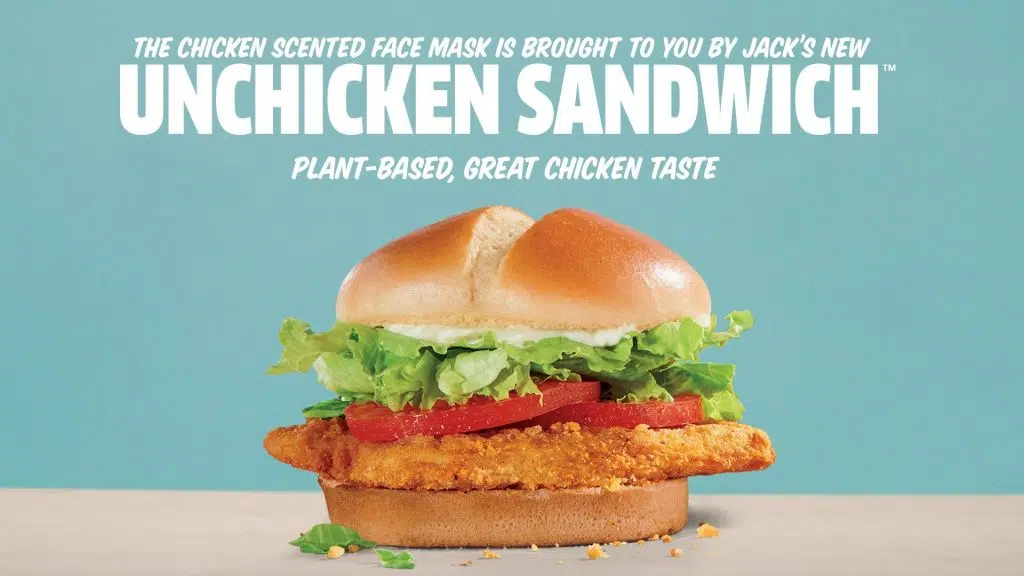 THE CHICKEN SCENTED FACE MASK IS BROUGHT TO YOU BY JACK'S NEW
UNCHICKEN SANDWICH™
PLANT-BASED, GREAT CHICKEN TASTE